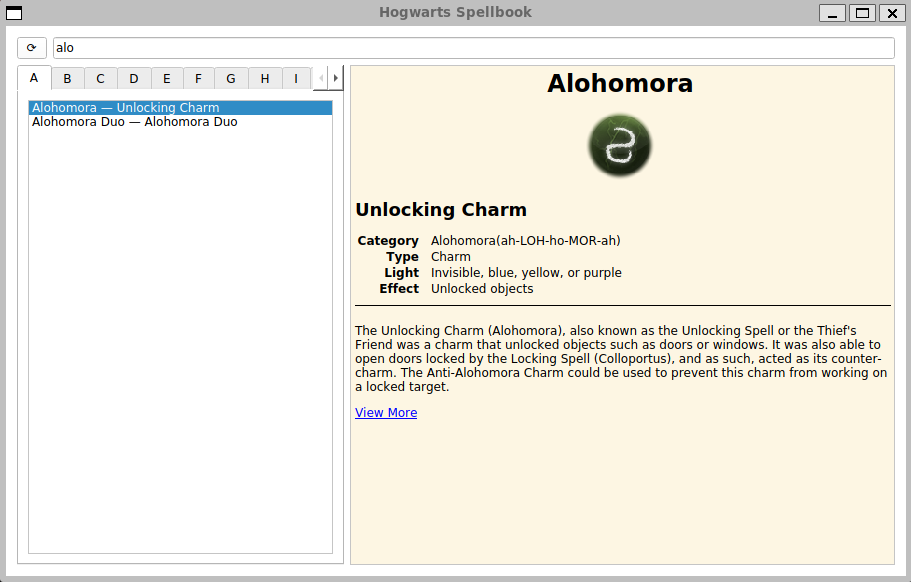 Hogwarts Spellbook
⟳ alo
A B C D E F G H I
Alohomora — Unlocking Charm
Alohomora Duo — Alohomora Duo
Alohomora
Unlocking Charm
Category Alohomora(ah-LOH-ho-MOR-ah)
Type Charm
Light Invisible, blue, yellow, or purple
Effect Unlocked objects
The Unlocking Charm (Alohomora), also known as the Unlocking Spell or the Thief's
Friend was a charm that unlocked objects such as doors or windows. It was also able to
open doors locked by the Locking Spell (Colloportus), and as such, acted as its counter-
charm. The Anti-Alohomora Charm could be used to prevent this charm from working on
a locked target.
View More